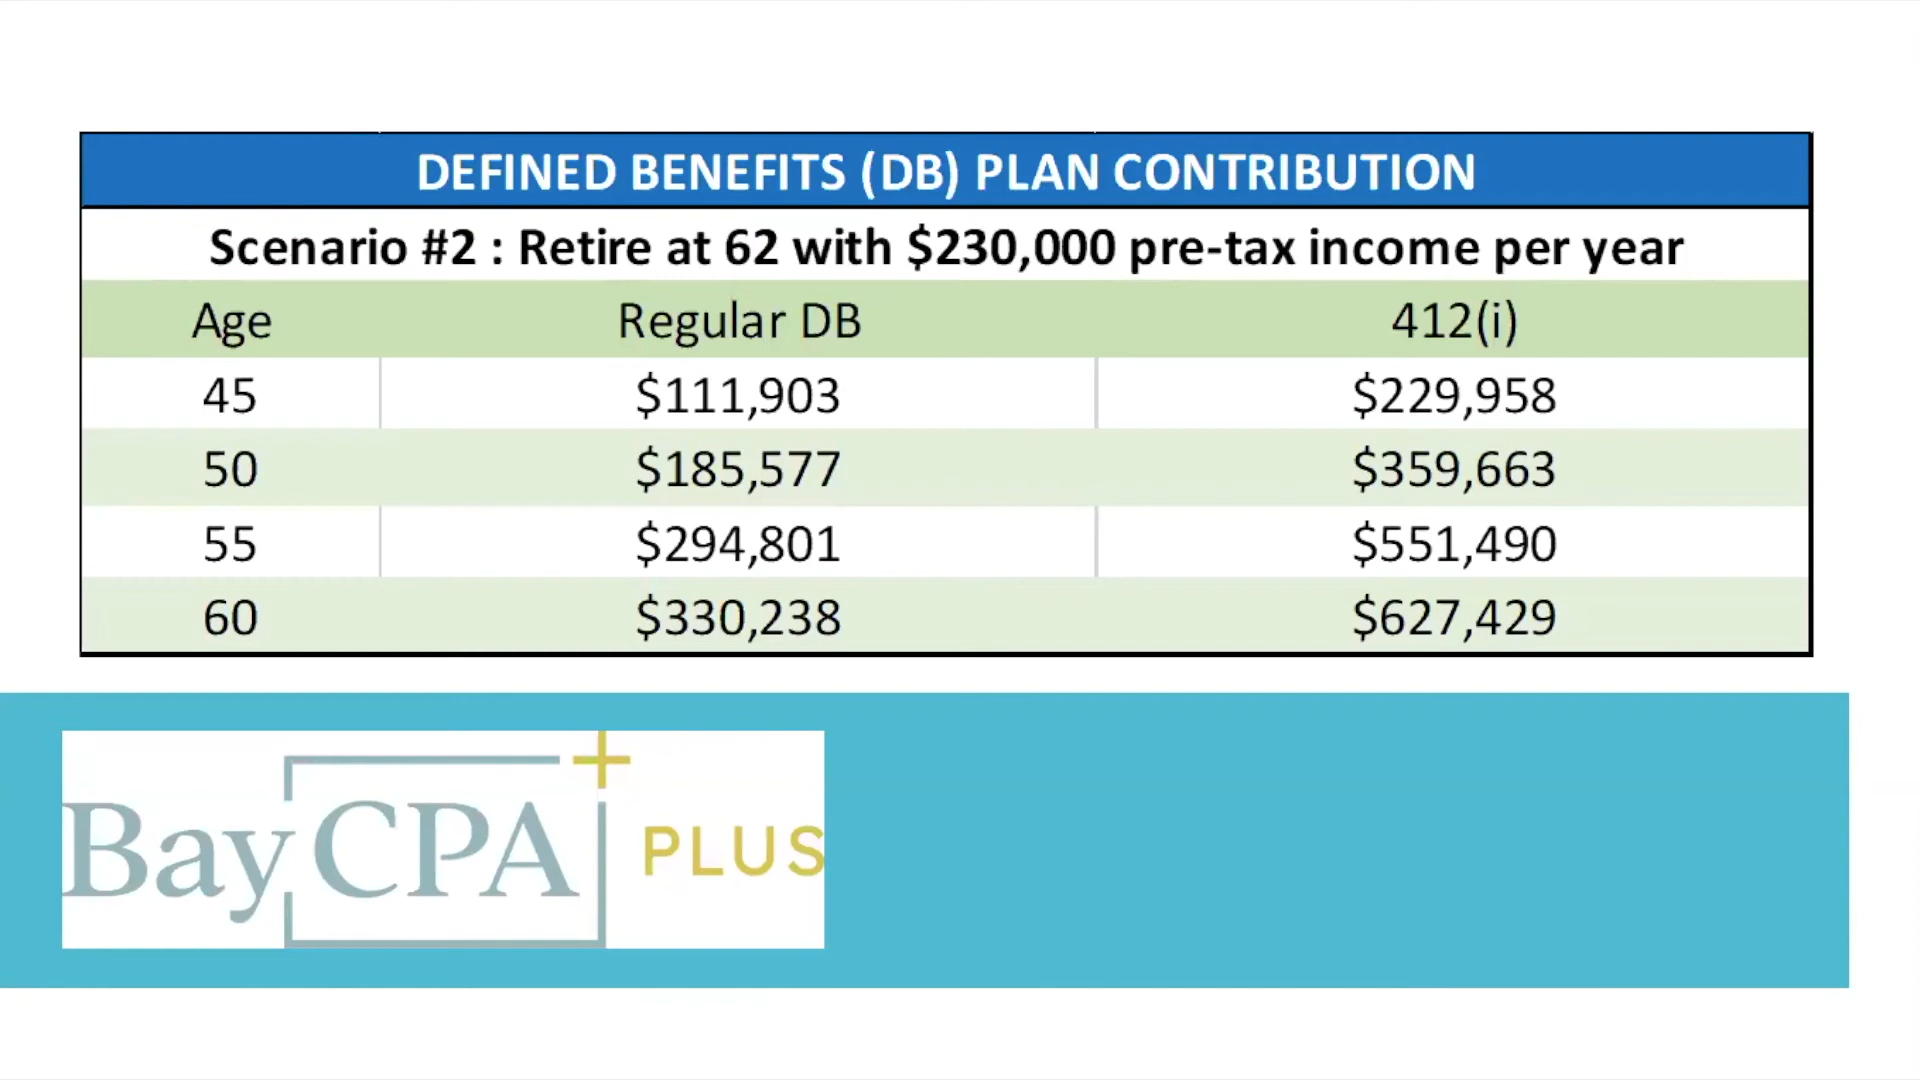 DEFINED BENEFITS (DB) PLAN CONTRIBUTION
Scenario #2 : Retire at 62 with $230,000 pre-tax income per year
Age Regular DB 412(i)
45 $111,903 $229,958
50 $185,577 $359,663
55 $294,801 $551,490
60 $330,238 $627,429
BayCPA PLUS